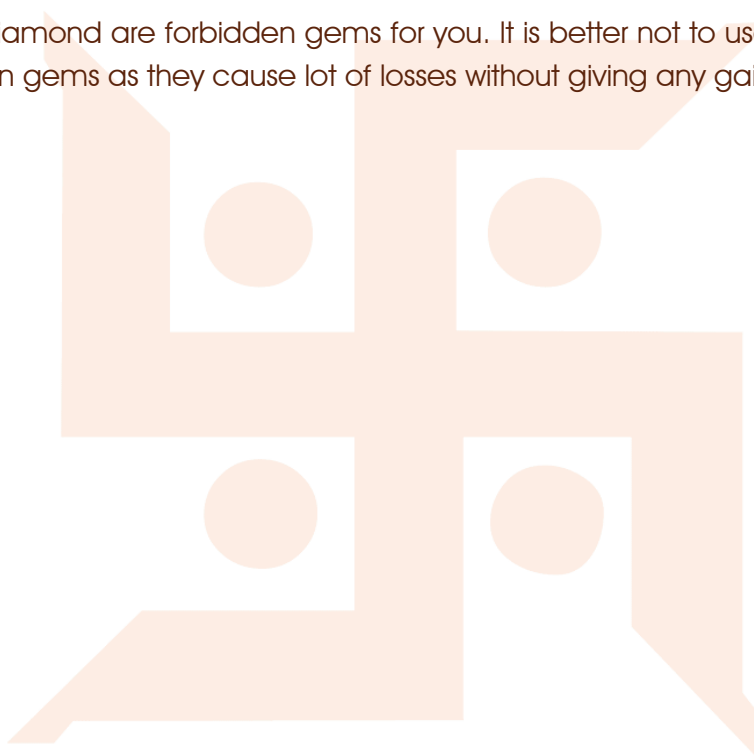 amond are forbidden gems for you. It is better not to us
n gems as they cause lot of losses without giving any gai